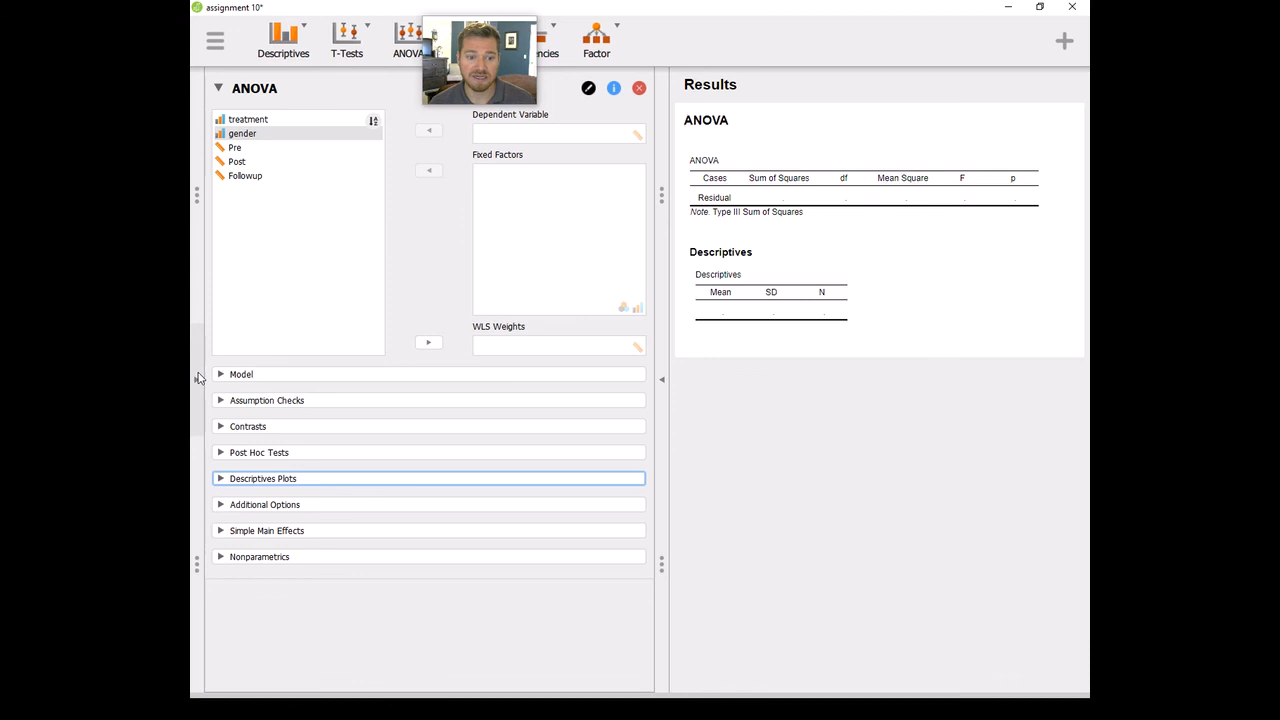 assignment 10*
Descriptives
T-Tests
ANOVA
encies
Factor
ANOVA
treatment
gender
Pre
Post
Followup
Dependent Variable
Fixed Factors
WLS Weights
Model
Assumption Checks
Contrasts
Post Hoc Tests
Descriptives Plots
Additional Options
Simple Main Effects
Nonparametrics
Results
ANOVA
ANOVA
Cases Sum of Squares df Mean Square F p
Residual . . . . .
Note. Type III Sum of Squares
Descriptives
Descriptives
Mean SD N
. . .